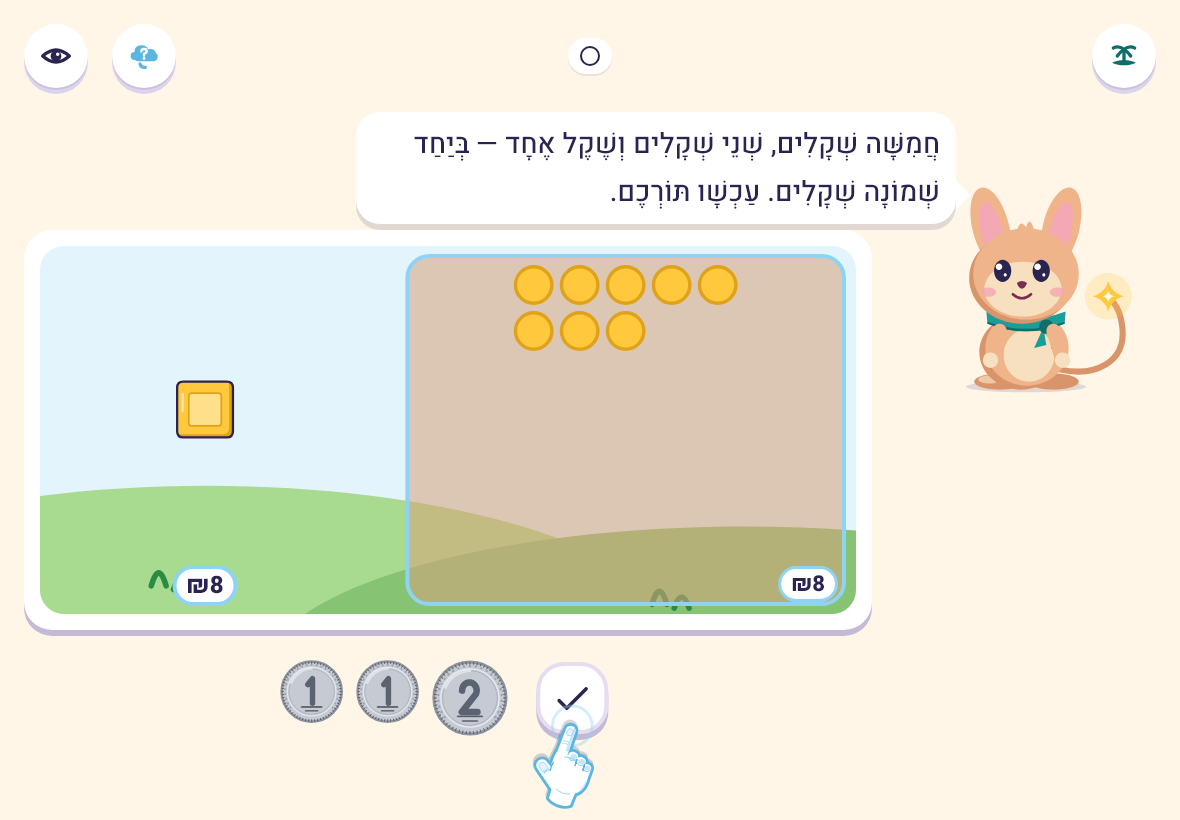 חֲמִשָּׁה שְׁקָלִים, שְׁנֵי שְׁקָלִים וְשֶׁקֶל אֶחָד – בְּיַחַד
שְׁמוֹנָה שְׁקָלִים. עַכְשָׁו תּוֹרְכֶם.
₪8
₪8
1 1 2